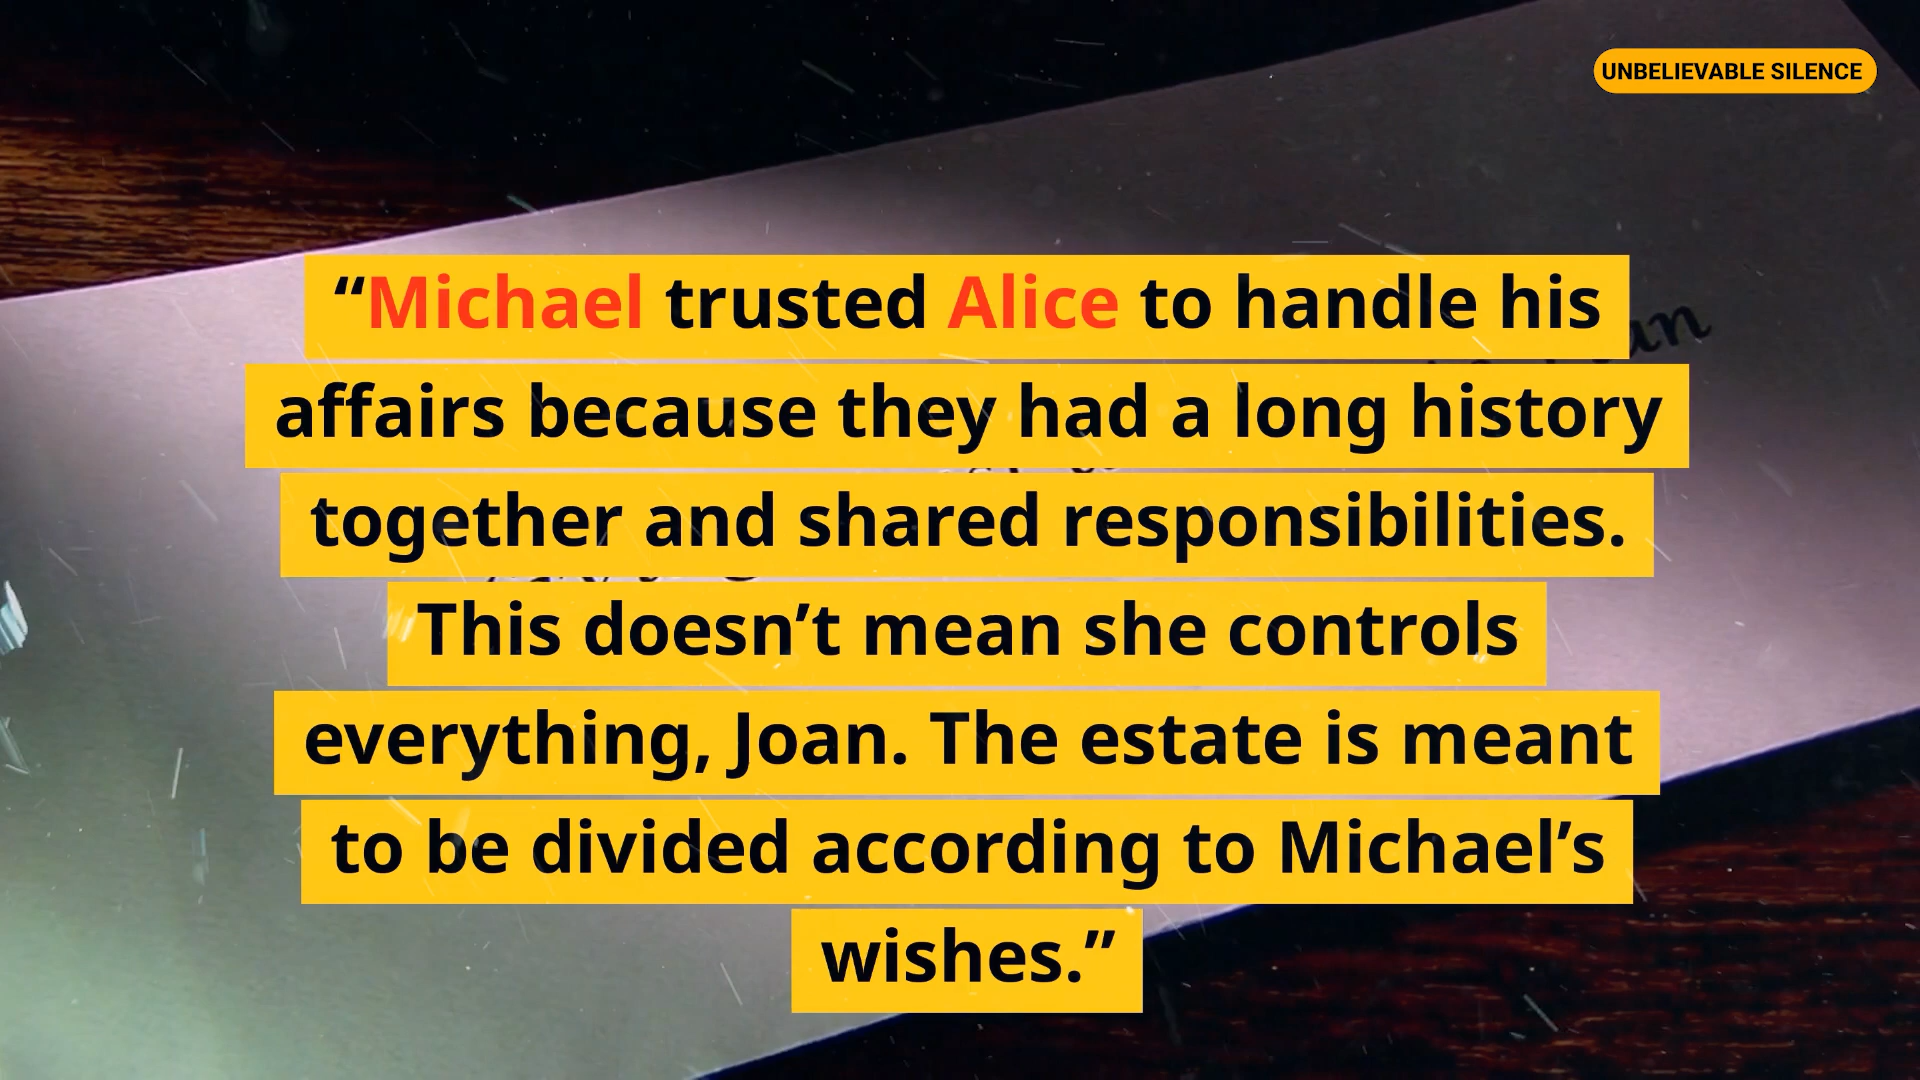 UNBELIEVABLE SILENCE
“Michael trusted Alice to handle his
affairs because they had a long history
together and shared responsibilities.
This doesn’t mean she controls
everything, Joan. The estate is meant
to be divided according to Michael’s
wishes.”